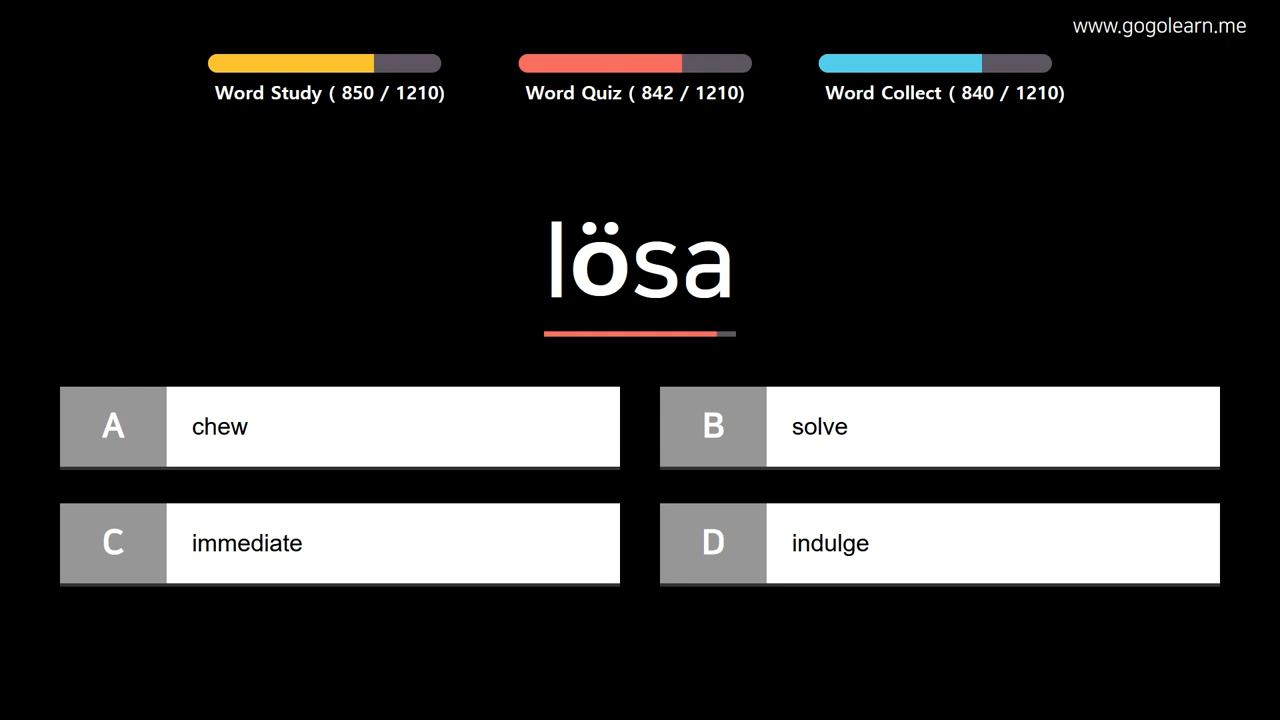 www.gogolearn.me
Word Study ( 850 / 1210)
Word Quiz ( 842 / 1210)
Word Collect ( 840 / 1210)
lösa
A chew
B solve
C immediate
D indulge